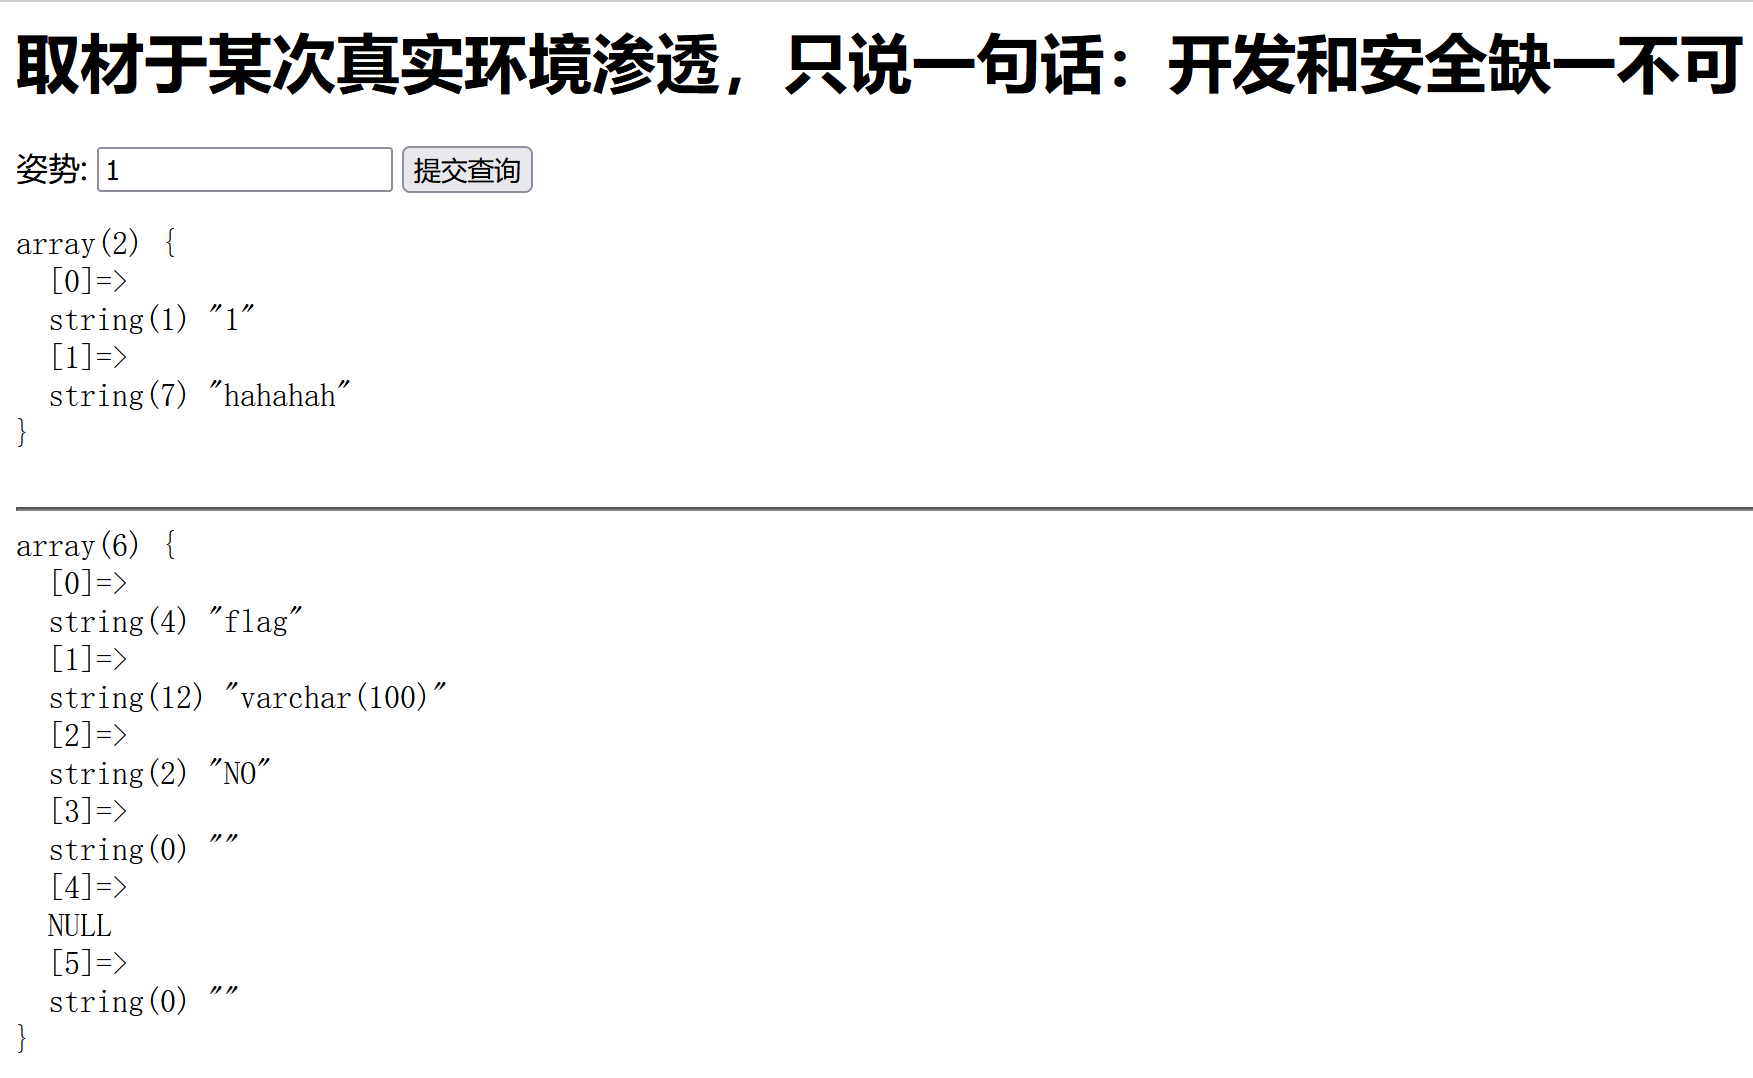 取材于某次真实环境渗透，只说一句话：开发和安全缺一不可
姿势: 1 提交查询
array(2) {
  [0]=>
  string(1) "1"
  [1]=>
  string(7) "hahahah"
}
array(6) {
  [0]=>
  string(4) "flag"
  [1]=>
  string(12) "varchar(100)"
  [2]=>
  string(2) "NO"
  [3]=>
  string(0) ""
  [4]=>
  NULL
  [5]=>
  string(0) ""
}